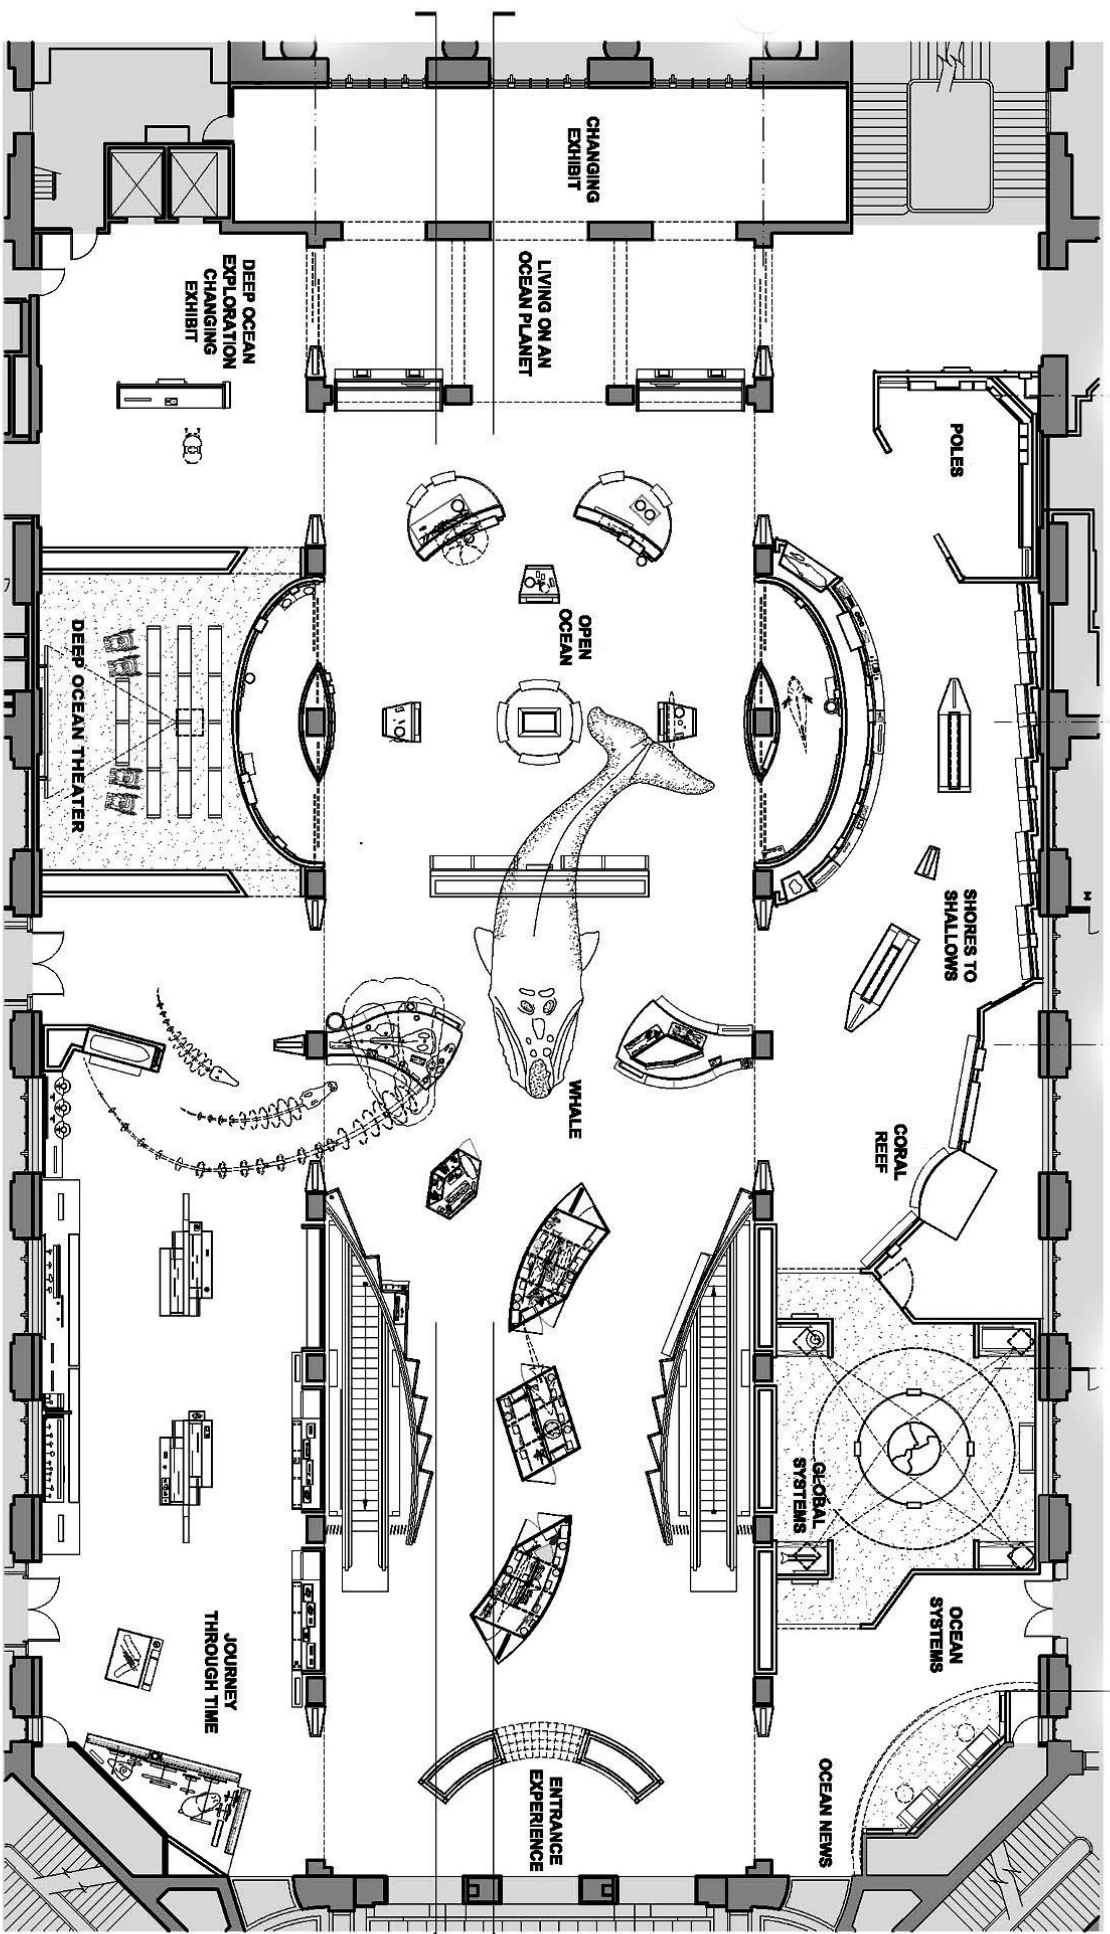 CHANGING
EXHIBIT
LIVING ON AN
OCEAN PLANET
DEEP OCEAN
EXPLORATION
CHANGING
EXHIBIT
POLES
OPEN
OCEAN
DEEP OCEAN THEATER
SHORES TO
SHALLOWS
WHALE
CORAL
REEF
GLOBAL
SYSTEMS
OCEAN
SYSTEMS
JOURNEY
THROUGH TIME
ENTRANCE
EXPERIENCE
OCEAN NEWS